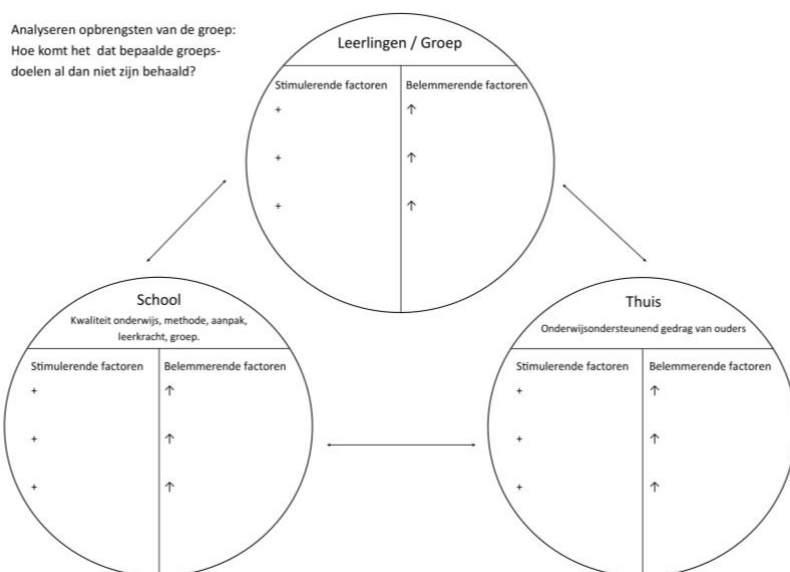 Analyseren opbrengsten van de groep:
Hoe komt het dat bepaalde groeps-
doelen al dan niet zijn behaald?
Leerlingen / Groep
Stimulerende factoren
Belemmerende factoren
+
↑
+
↑
+
↑
School
Kwaliteit onderwijs, methode, aanpak,
leerkracht, groep.
Stimulerende factoren
Belemmerende factoren
+
↑
+
↑
+
↑
Thuis
Onderwijsondersteunend gedrag van ouders
Stimulerende factoren
Belemmerende factoren
+
↑
+
↑
+
↑